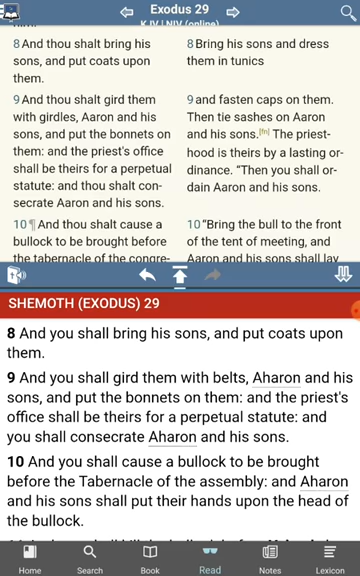 Exodus 29
KJV | NIV (online)
8 And thou shalt bring his
sons, and put coats upon
them.
9 And thou shalt gird them
with girdles, Aaron and his
sons, and put the bonnets on
them: and the priest's office
shall be theirs for a perpetual
statute: and thou shalt con-
secrate Aaron and his sons.
10 ¶ And thou shalt cause a
bullock to be brought before
the tabernacle of the congre-
8 Bring his sons and dress
them in tunics
9 and fasten caps on them.
Then tie sashes on Aaron
and his sons.[fn] The priest-
hood is theirs by a lasting or-
dinance. “Then you shall or-
dain Aaron and his sons.
10 “Bring the bull to the front
of the tent of meeting, and
Aaron and his sons shall lay
SHEMOTH (EXODUS) 29
8 And you shall bring his sons, and put coats upon
them.
9 And you shall gird them with belts, Aharon and his
sons, and put the bonnets on them: and the priest's
office shall be theirs for a perpetual statute: and
you shall consecrate Aharon and his sons.
10 And you shall cause a bullock to be brought
before the Tabernacle of the assembly: and Aharon
and his sons shall put their hands upon the head of
the bullock.
Home
Search
Book
Read
Notes
Lexicon